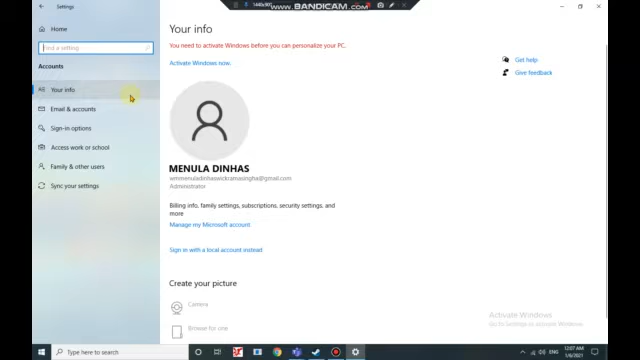 Settings
1440x900
www.BANDICAM.com
Home
Find a setting
Accounts
Your info
Email & accounts
Sign-in options
Access work or school
Family & other users
Sync your settings
Your info
You need to activate Windows before you can personalize your PC.
Activate Windows now.
MENULA DINHAS
Administrator
Billing info, family settings, subscriptions, security settings, and
more
Manage my Microsoft account
Sign in with a local account instead
Create your picture
Camera
Browse for one
Get help
Give feedback
Activate Windows
Go to Settings to activate Windows.
Type here to search
ENG
12:07 AM
1/6/2021